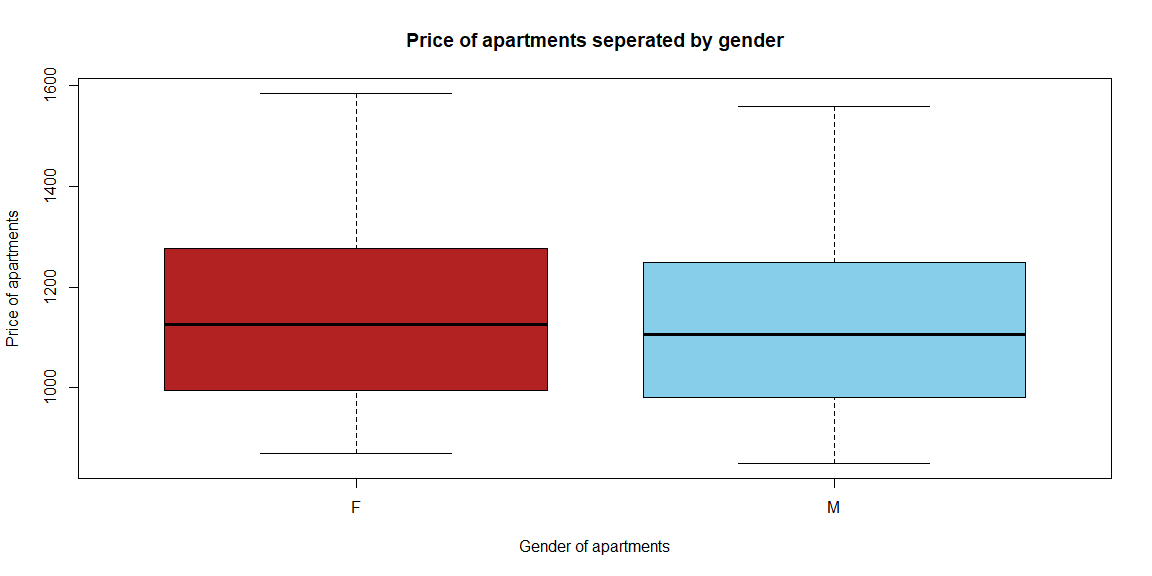 Price of apartments seperated by gender
Price of apartments
1600
1400
1200
1000
F
M
Gender of apartments